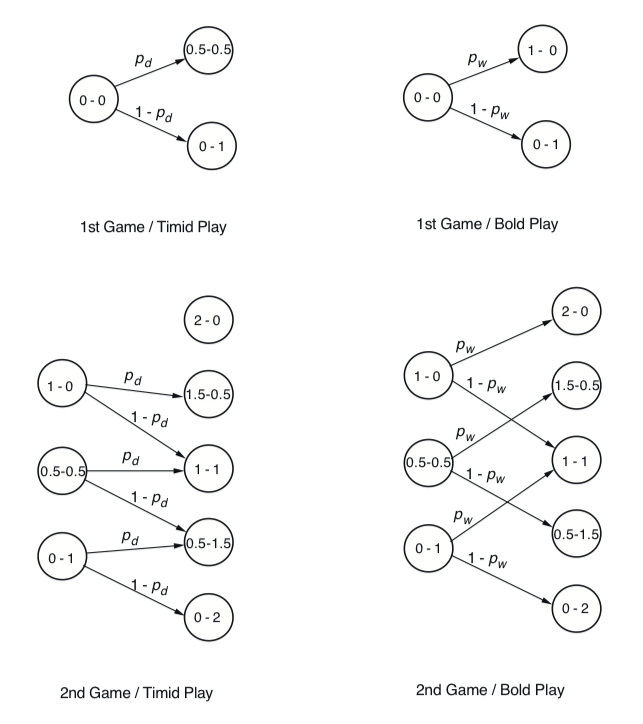 0.5-0.5
p_d
0 - 0
1 - p_d
0 - 1
1st Game / Timid Play
1 - 0
p_w
0 - 0
1 - p_w
0 - 1
1st Game / Bold Play
2 - 0
1 - 0
p_d
1.5-0.5
1 - p_d
0.5-0.5
p_d
1 - 1
1 - p_d
0 - 1
p_d
0.5-1.5
1 - p_d
0 - 2
2nd Game / Timid Play
2 - 0
p_w
1 - 0
1 - p_w
1.5-0.5
p_w
0.5-0.5
1 - p_w
1 - 1
p_w
0.5-1.5
0 - 1
1 - p_w
0 - 2
2nd Game / Bold Play